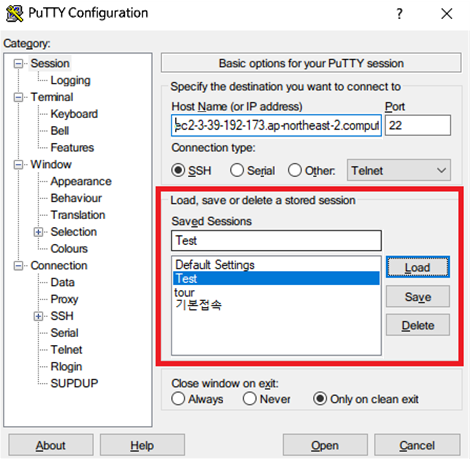 PuTTY Configuration
Category:
Session
Logging
Terminal
Keyboard
Bell
Features
Window
Appearance
Behaviour
Translation
Selection
Colours
Connection
Data
Proxy
SSH
Serial
Telnet
Rlogin
SUPDUP
Basic options for your PuTTY session
Specify the destination you want to connect to
Host Name (or IP address) Port
ec2-3-39-192-173.ap-northeast-2.comput 22
Connection type:
SSH Serial Other: Telnet
Load, save or delete a stored session
Saved Sessions
Test
Default Settings
Test
tour
기본접속
Load
Save
Delete
Close window on exit:
Always Never Only on clean exit
About Help Open Cancel